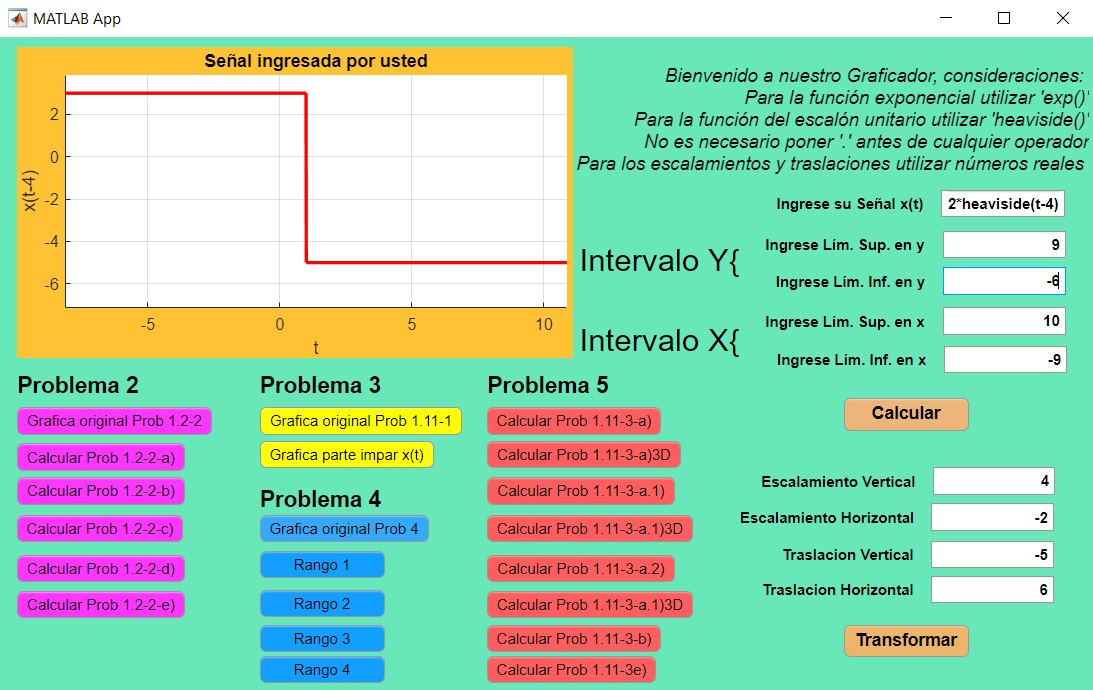 MATLAB App
Señal ingresada por usted
2
0
-2
-4
-6
x(t-4)
-5
0
5
10
t
Bienvenido a nuestro Graficador, consideraciones:
Para la función exponencial utilizar 'exp()'
Para la función del escalón unitario utilizar 'heaviside()'
No es necesario poner '.' antes de cualquier operador
Para los escalamientos y traslaciones utilizar números reales
Ingrese su Señal x(t) 2*heaviside(t-4)
Intervalo Y{
Ingrese Lím. Sup. en y 9
Ingrese Lím. Inf. en y -6
Intervalo X{
Ingrese Lím. Sup. en x 10
Ingrese Lím. Inf. en x -9
Calcular
Escalamiento Vertical 4
Escalamiento Horizontal -2
Traslacion Vertical -5
Traslacion Horizontal 6
Transformar
Problema 2
Grafica original Prob 1.2-2
Calcular Prob 1.2-2-a)
Calcular Prob 1.2-2-b)
Calcular Prob 1.2-2-c)
Calcular Prob 1.2-2-d)
Calcular Prob 1.2-2-e)
Problema 3
Grafica original Prob 1.11-1
Grafica parte impar x(t)
Problema 4
Grafica original Prob 4
Rango 1
Rango 2
Rango 3
Rango 4
Problema 5
Calcular Prob 1.11-3-a)
Calcular Prob 1.11-3-a)3D
Calcular Prob 1.11-3-a.1)
Calcular Prob 1.11-3-a.1)3D
Calcular Prob 1.11-3-a.2)
Calcular Prob 1.11-3-a.1)3D
Calcular Prob 1.11-3-b)
Calcular Prob 1.11-3e)